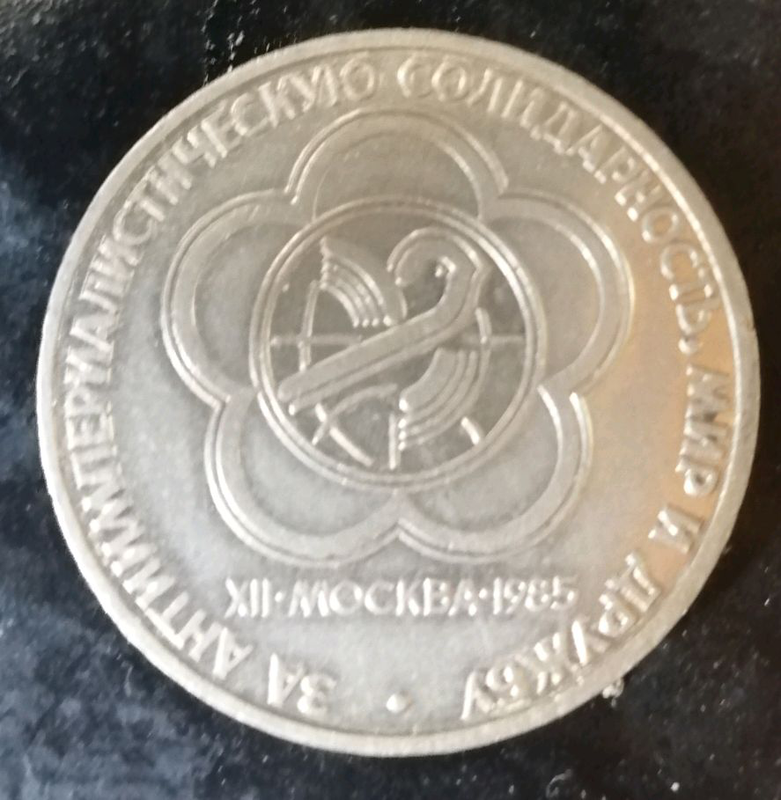 ЗА АНТИИМПЕРИАЛИСТИЧЕСКУЮ СОЛИДАРНОСТЬ, МИР И ДРУЖБУ •
XII•МОСКВА•1985